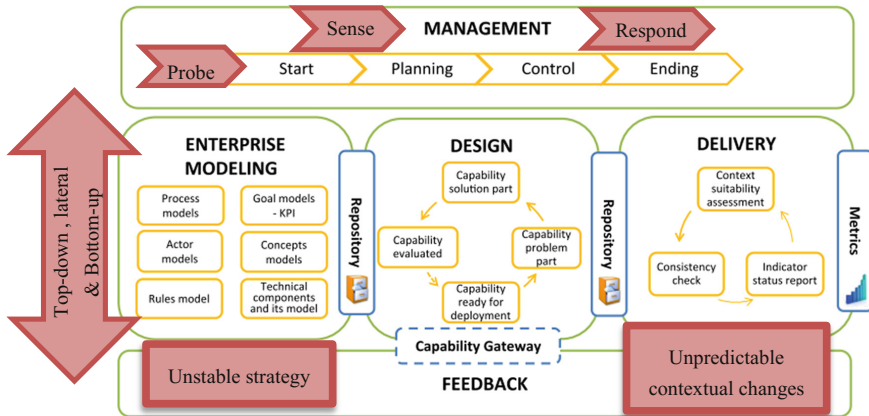 Sense
MANAGEMENT
Respond
Probe
Start
Planning
Control
Ending
Top-down , lateral
& Bottom-up
ENTERPRISE
MODELING
Process
models
Goal models
- KPI
Actor
models
Concepts
models
Rules model
Technical
components
and its model
Repository
DESIGN
Capability
solution part
Capability
evaluated
Capability
problem
part
Capability
ready for
deployment
Repository
DELIVERY
Context
suitability
assessment
Consistency
check
Indicator
status report
Metrics
Capability Gateway
Unstable strategy
FEEDBACK
Unpredictable
contextual changes